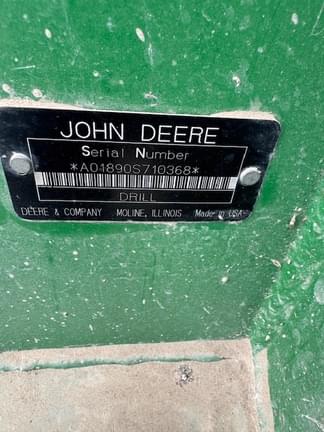 JOHN DEERE
Serial Number
*A01890S710368*
DRILL
DEERE & COMPANY MOLINE, ILLINOIS Made in USA